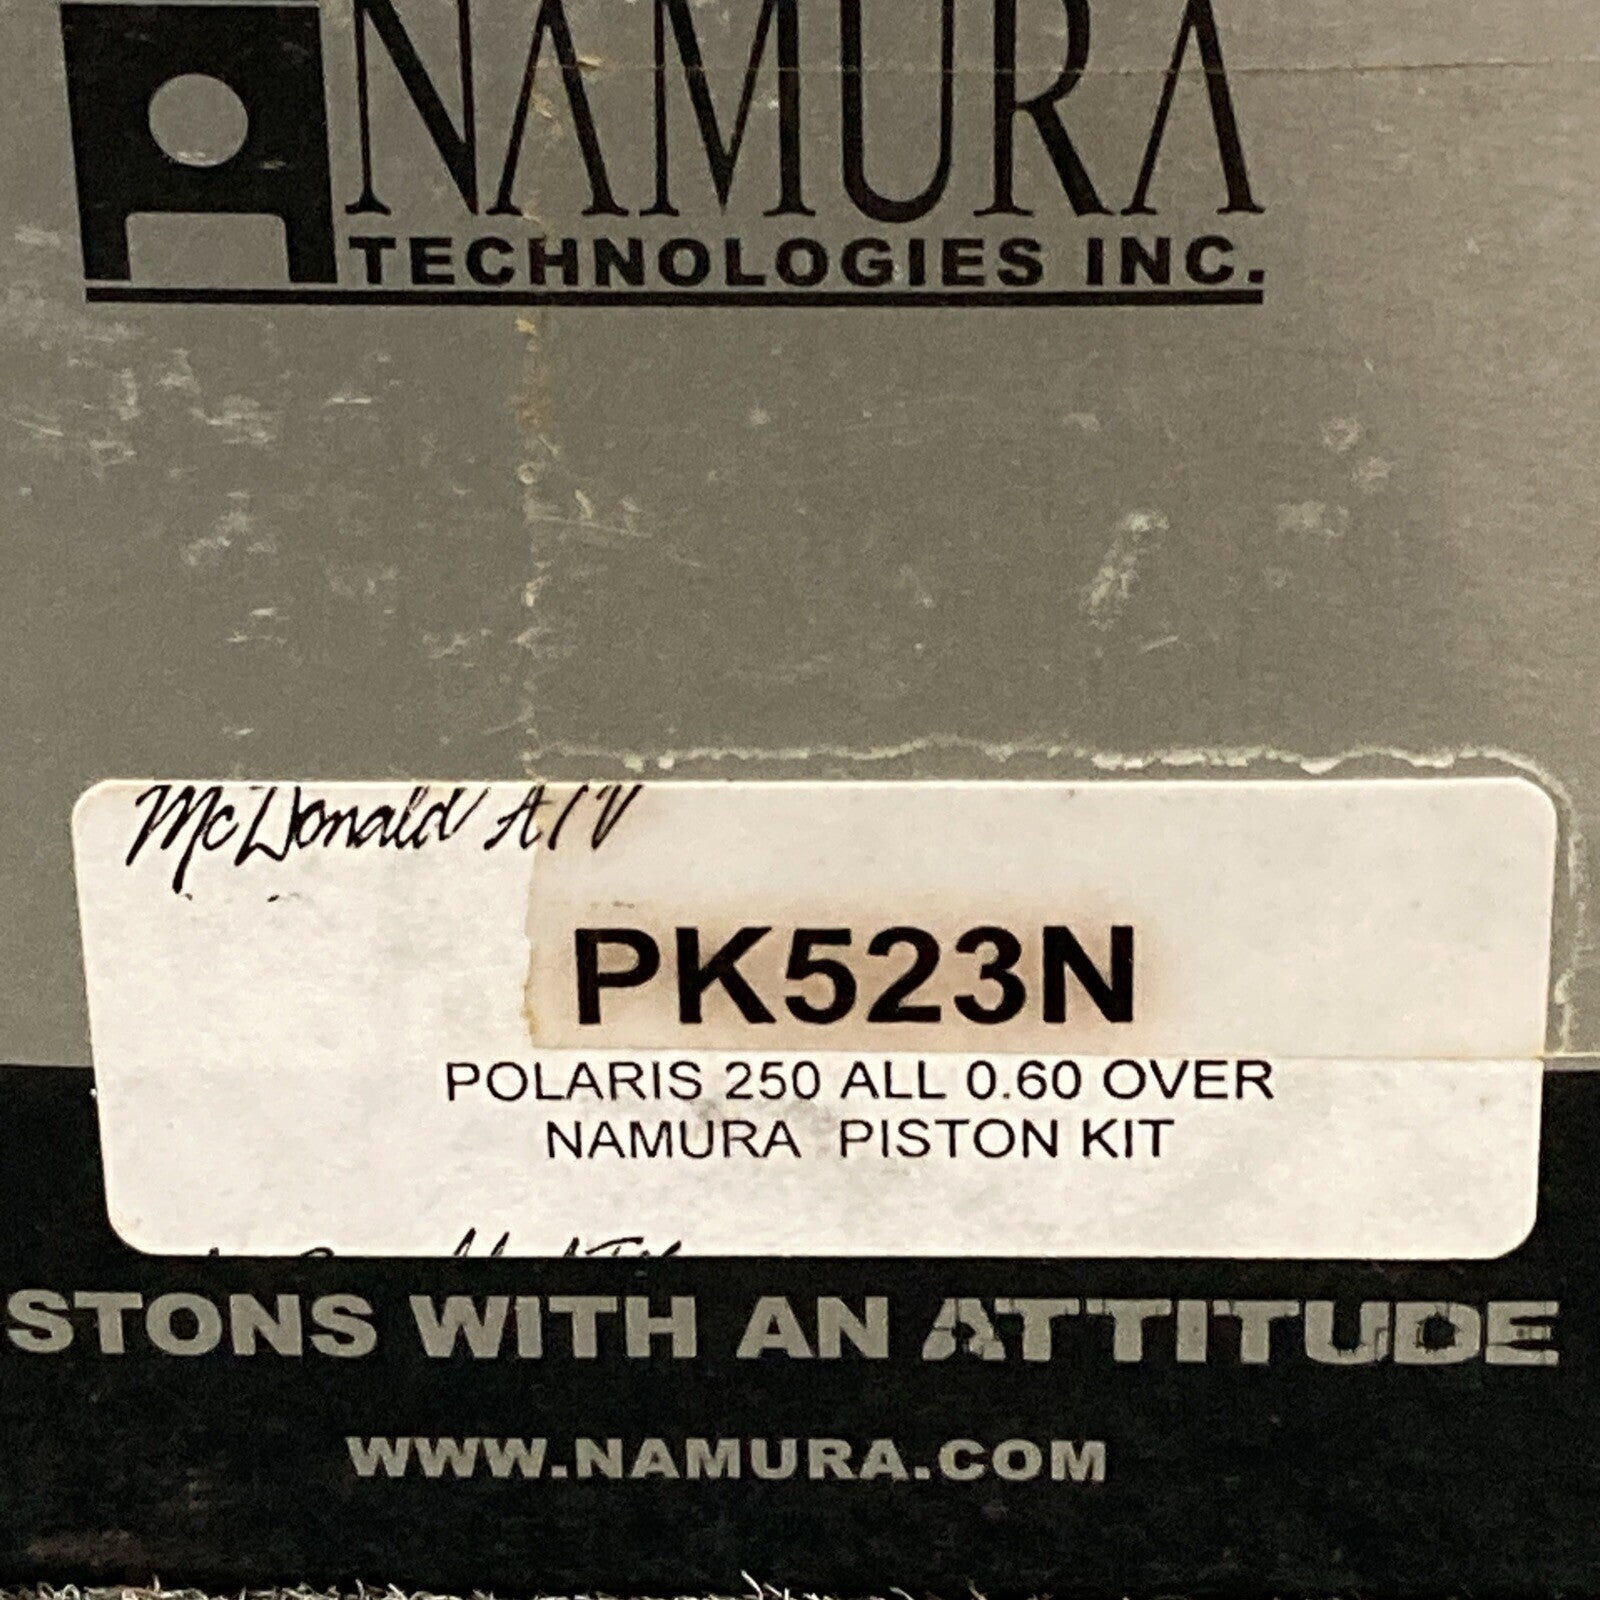 NAMURA
TECHNOLOGIES INC.
McDonald ATV
PK523N
POLARIS 250 ALL 0.60 OVER
NAMURA PISTON KIT
STONS WITH AN ATTITUDE
WWW.NAMURA.COM